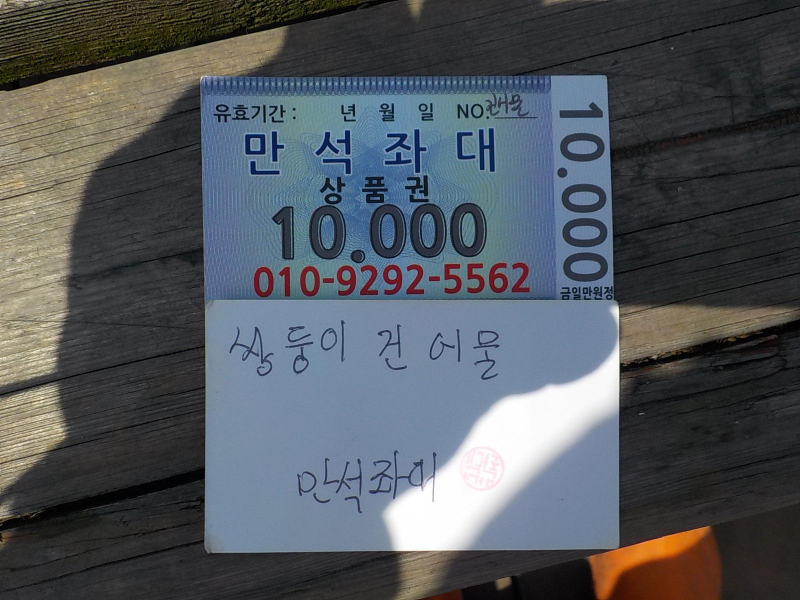 유효기간 : 년 월 일 NO.
만석좌대
상품권
10.000
010-9292-5562
10.000
금일만원정
쌍둥이 건어물
만석좌대